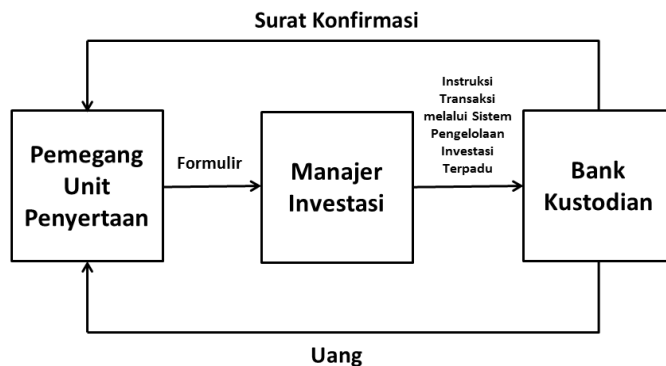 Surat Konfirmasi
Instruksi
Transaksi
melalui Sistem
Pengelolaan
Investasi
Terpadu
Pemegang
Unit
Penyertaan
Formulir
Manajer
Investasi
Bank
Kustodian
Uang